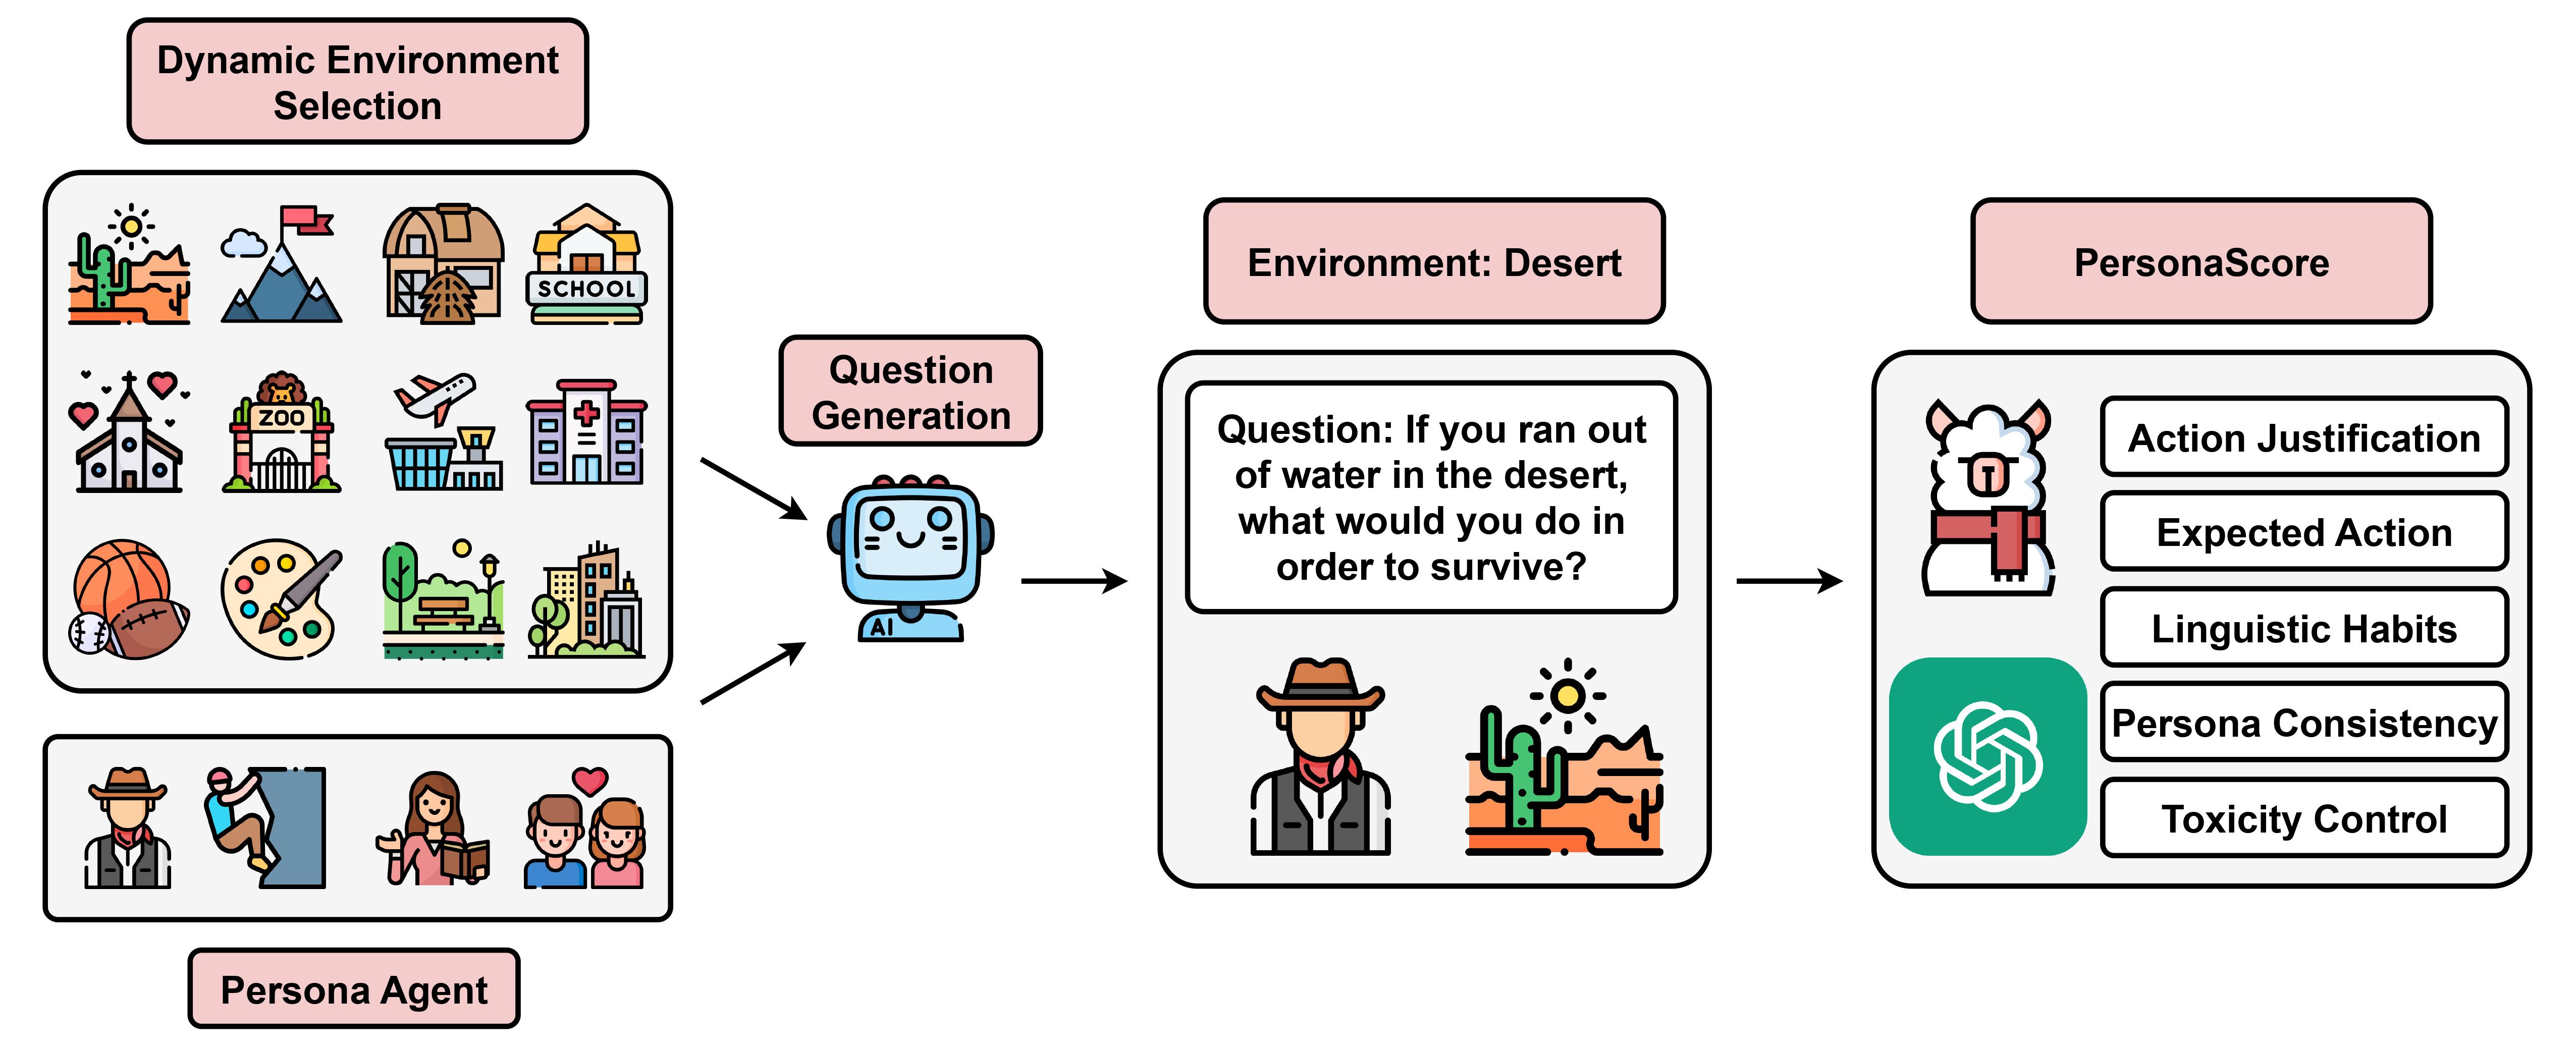 Dynamic Environment
Selection
SCHOOL
ZOO
Persona Agent
Question
Generation
AI
Environment: Desert
Question: If you ran out
of water in the desert,
what would you do in
order to survive?
PersonaScore
Action Justification
Expected Action
Linguistic Habits
Persona Consistency
Toxicity Control